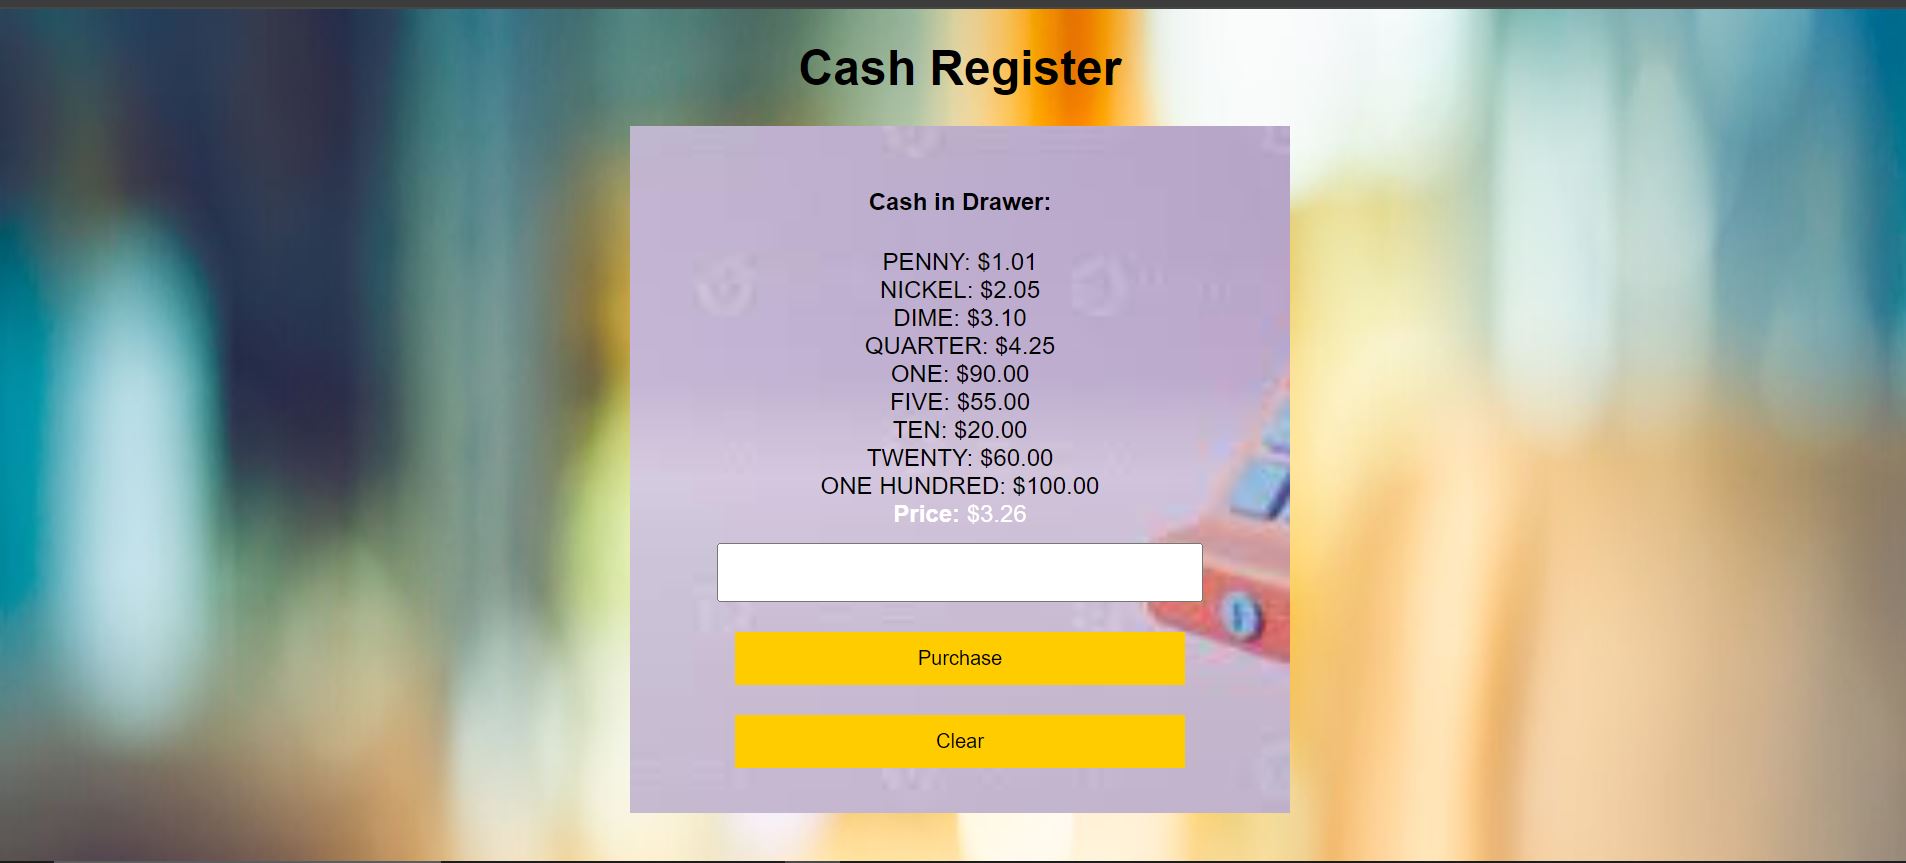 Cash Register
Cash in Drawer:
PENNY: $1.01
NICKEL: $2.05
DIME: $3.10
QUARTER: $4.25
ONE: $90.00
FIVE: $55.00
TEN: $20.00
TWENTY: $60.00
ONE HUNDRED: $100.00
Price: $3.26
Purchase
Clear